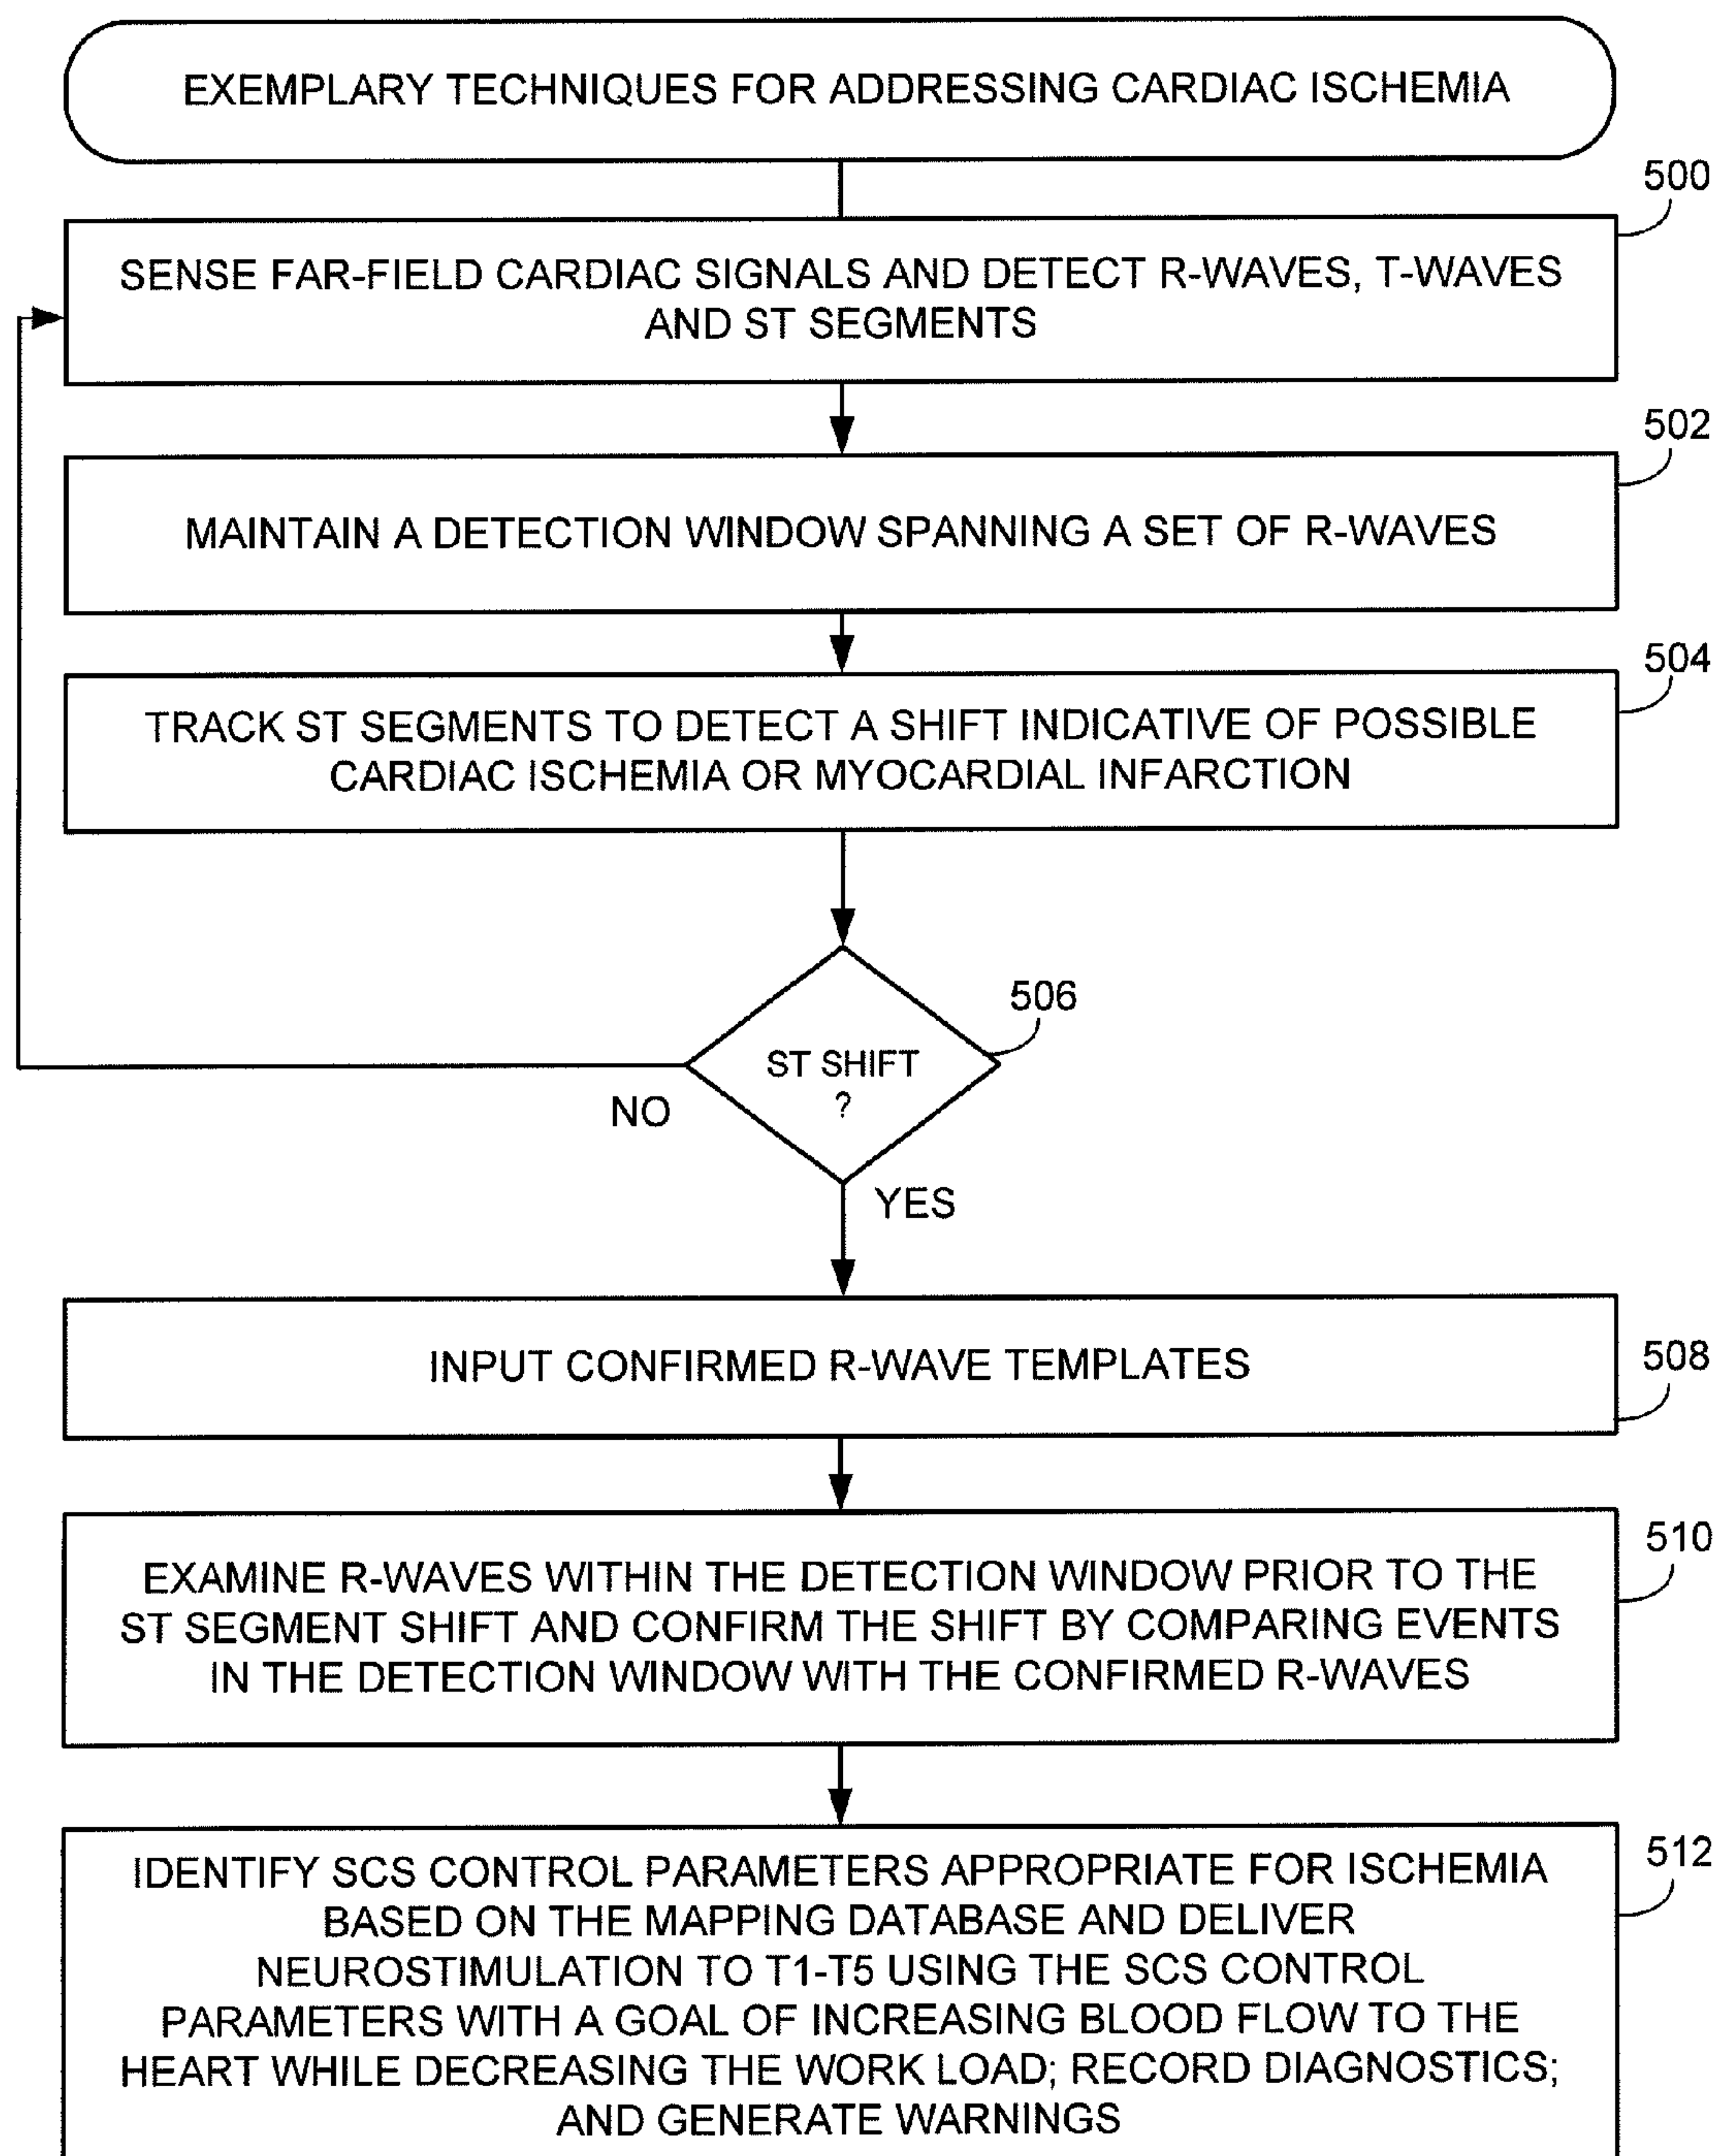 EXEMPLARY TECHNIQUES FOR ADDRESSING CARDIAC ISCHEMIA
500
SENSE FAR-FIELD CARDIAC SIGNALS AND DETECT R-WAVES, T-WAVES
AND ST SEGMENTS
502
MAINTAIN A DETECTION WINDOW SPANNING A SET OF R-WAVES
504
TRACK ST SEGMENTS TO DETECT A SHIFT INDICATIVE OF POSSIBLE
CARDIAC ISCHEMIA OR MYOCARDIAL INFARCTION
506
ST SHIFT
?
NO
YES
508
INPUT CONFIRMED R-WAVE TEMPLATES
510
EXAMINE R-WAVES WITHIN THE DETECTION WINDOW PRIOR TO THE
ST SEGMENT SHIFT AND CONFIRM THE SHIFT BY COMPARING EVENTS
IN THE DETECTION WINDOW WITH THE CONFIRMED R-WAVES
512
IDENTIFY SCS CONTROL PARAMETERS APPROPRIATE FOR ISCHEMIA
BASED ON THE MAPPING DATABASE AND DELIVER
NEUROSTIMULATION TO T1-T5 USING THE SCS CONTROL
PARAMETERS WITH A GOAL OF INCREASING BLOOD FLOW TO THE
HEART WHILE DECREASING THE WORK LOAD; RECORD DIAGNOSTICS;
AND GENERATE WARNINGS